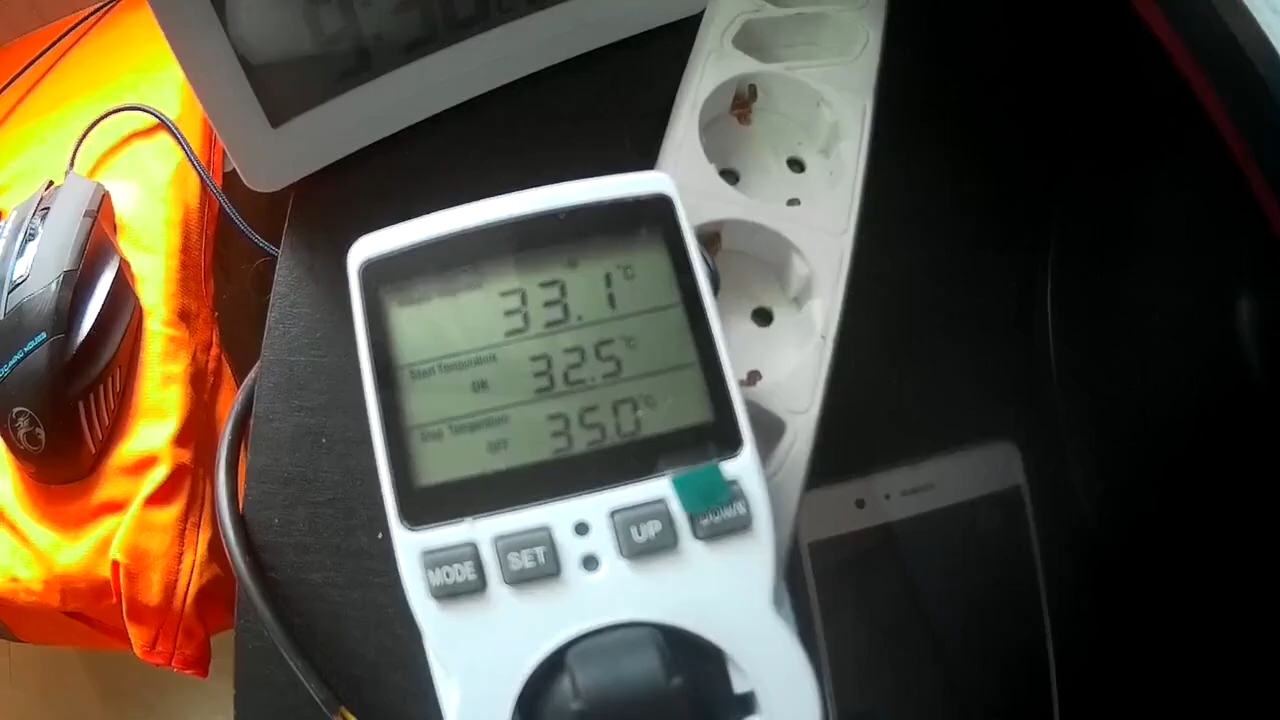 33.1 °C
Start Temperature
ON 32.5 °C
Stop Temperature
OFF 35.0 °C
MODE SET UP DOWN